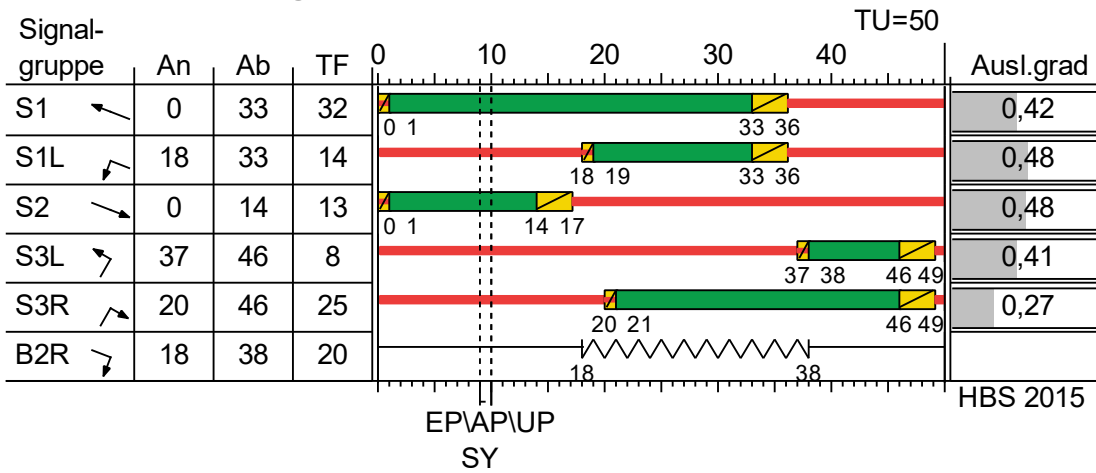 TU=50
Signal-
gruppe An Ab TF 0 10 20 30 40 Ausl.grad
S1 0 33 32 0,42
0 1 33 36
S1L 18 33 14 0,48
18 19 33 36
S2 0 14 13 0,48
0 1 14 17
S3L 37 46 8 0,41
37 38 46 49
S3R 20 46 25 0,27
20 21 46 49
B2R 18 38 20
18 38
HBS 2015
EP\AP\UP
SY